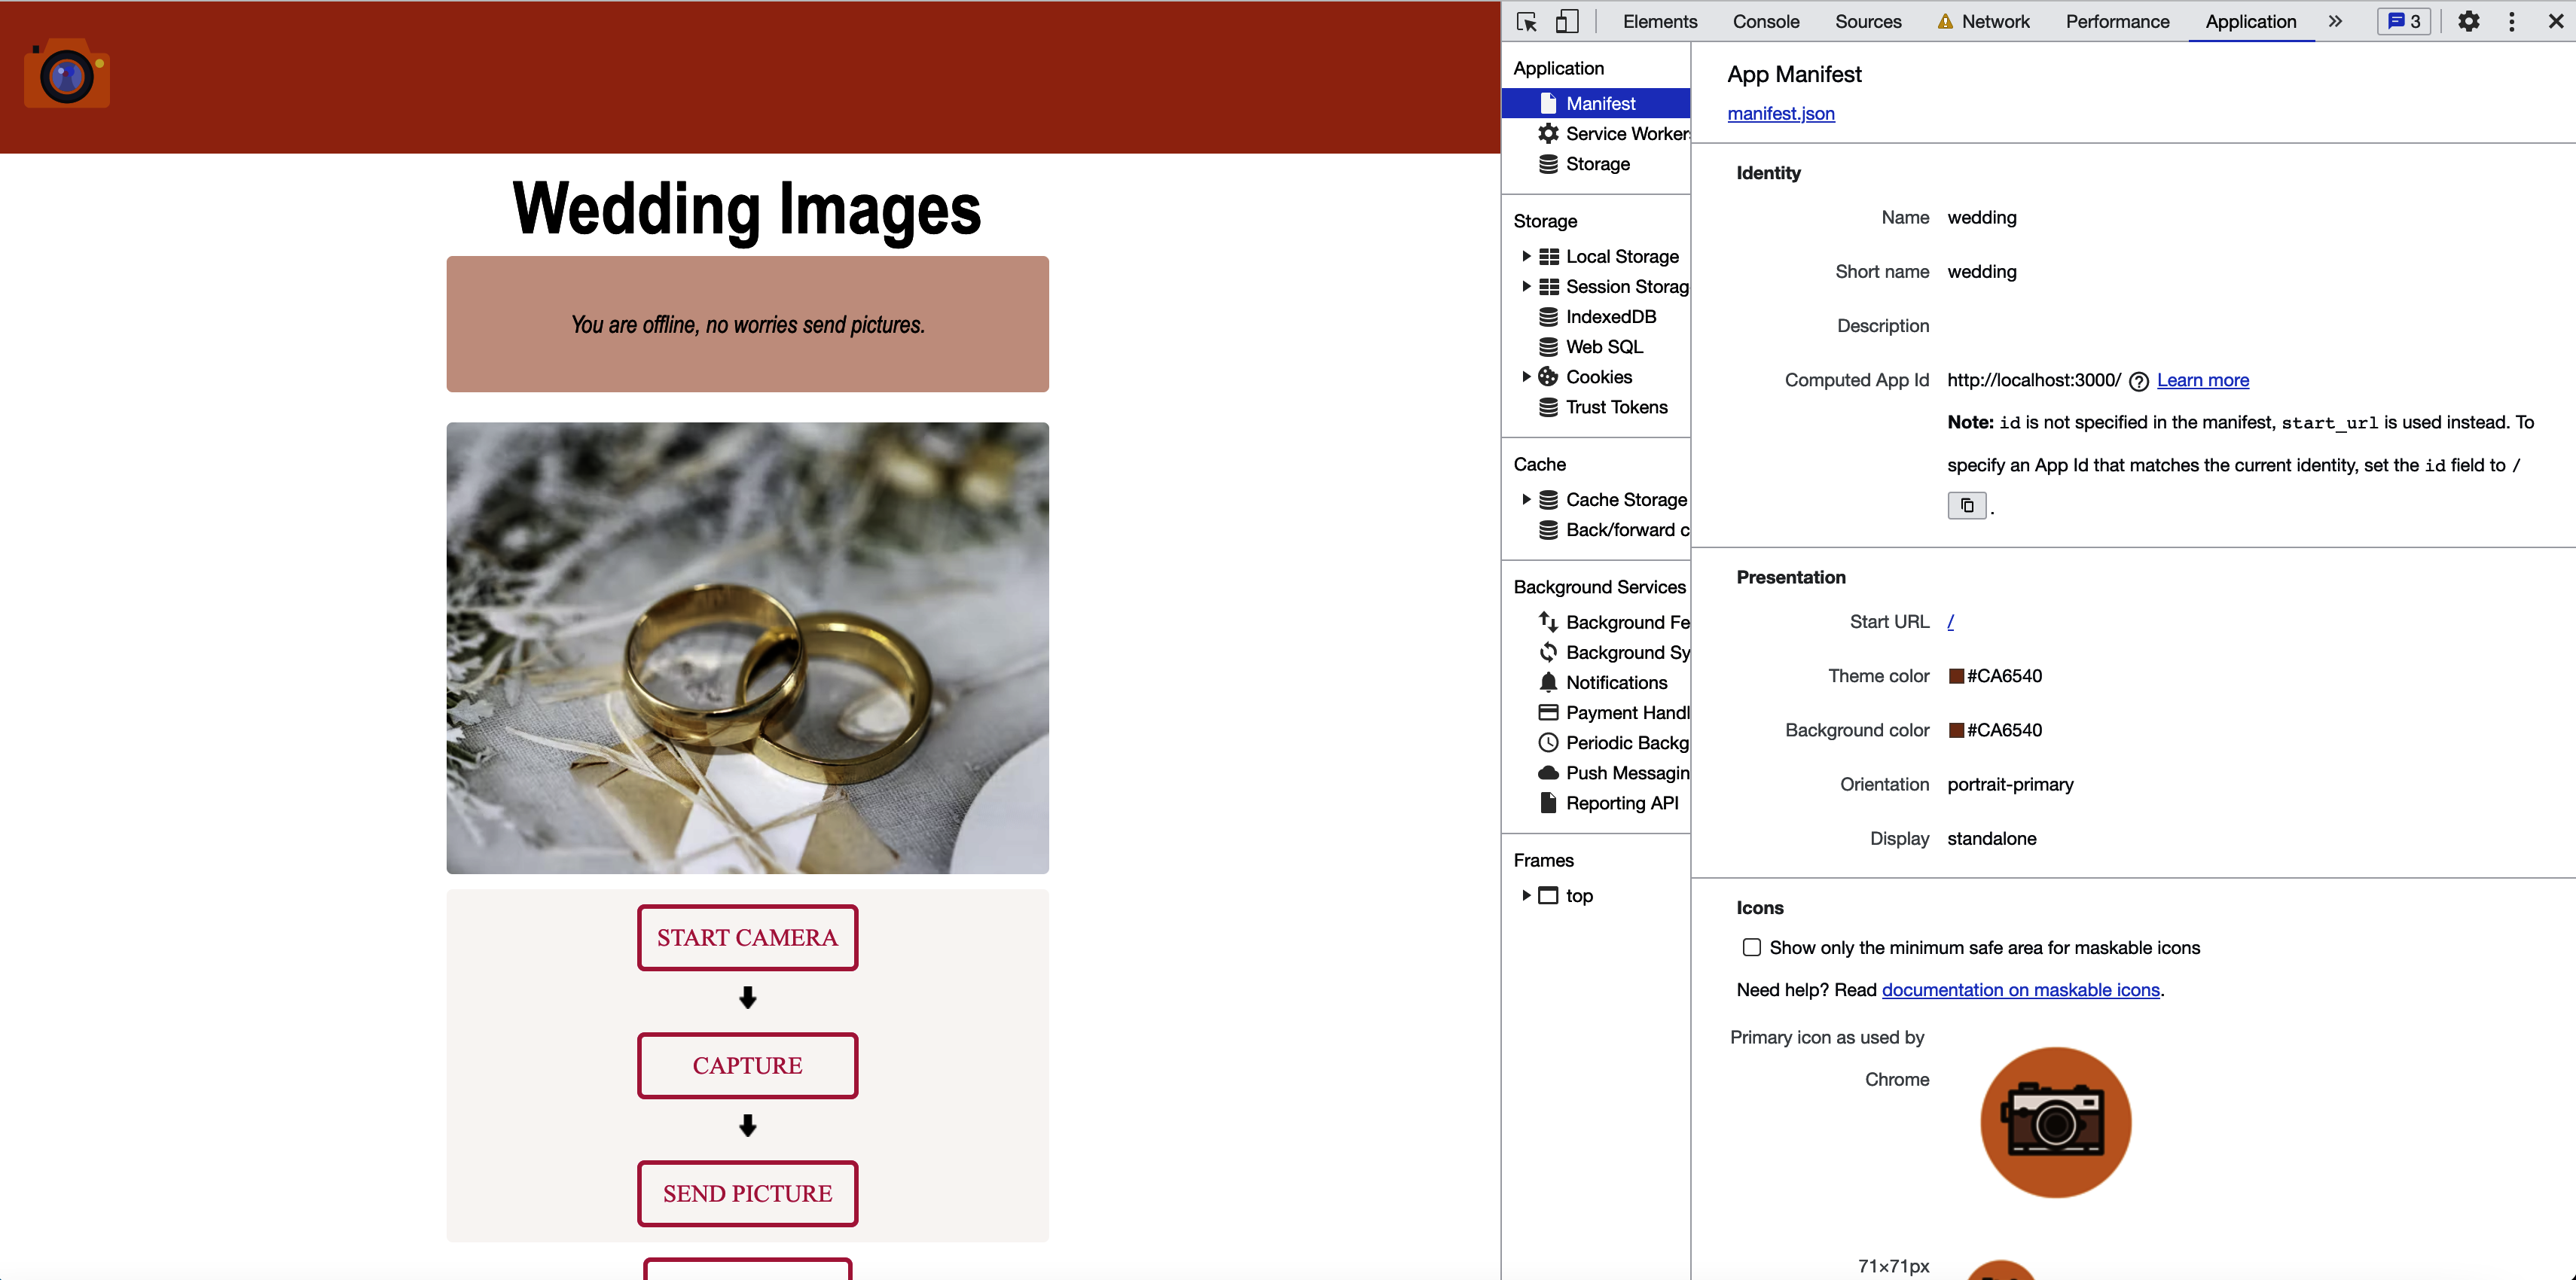 Wedding Images
You are offline, no worries send pictures.
START CAMERA
CAPTURE
SEND PICTURE
Elements Console Sources Network Performance Application 3
Application
Manifest
Service Worker
Storage
Storage
Local Storage
Session Storag
IndexedDB
Web SQL
Cookies
Trust Tokens
Cache
Cache Storage
Back/forward c
Background Services
Background Fe
Background Sy
Notifications
Payment Handl
Periodic Backg
Push Messagin
Reporting API
Frames
top
App Manifest
manifest.json
Identity
Name wedding
Short name wedding
Description
Computed App Id http://localhost:3000/ Learn more
Note: id is not specified in the manifest, start_url is used instead. To
specify an App Id that matches the current identity, set the id field to /
.
Presentation
Start URL /
Theme color #CA6540
Background color #CA6540
Orientation portrait-primary
Display standalone
Icons
Show only the minimum safe area for maskable icons
Need help? Read documentation on maskable icons.
Primary icon as used by
Chrome
71×71px